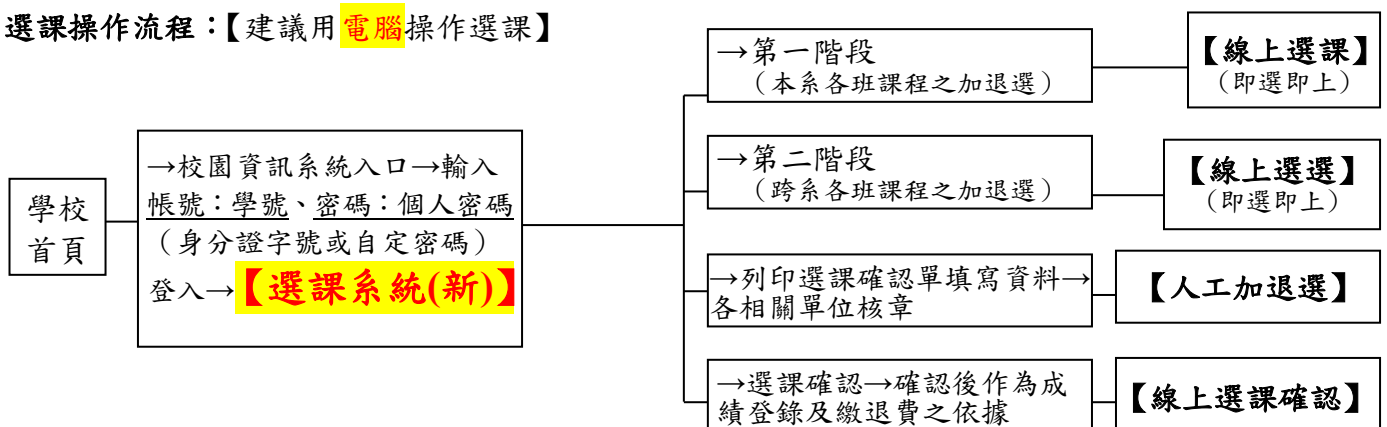 選課操作流程：【建議用電腦操作選課】
學校
首頁
→校園資訊系統入口→輸入
帳號：學號、密碼：個人密碼
（身分證字號或自定密碼）
登入→【選課系統(新)】
→第一階段
（本系各班課程之加退選）
【線上選課】
（即選即上）
→第二階段
（跨系各班課程之加退選）
【線上選選】
（即選即上）
→列印選課確認單填寫資料→
各相關單位核章
【人工加退選】
→選課確認→確認後作為成
績登錄及繳退費之依據
【線上選課確認】